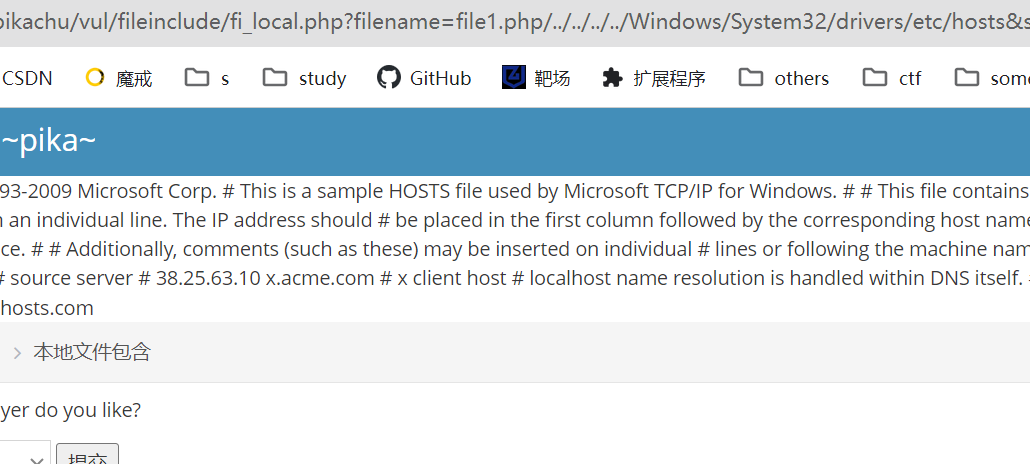 pikachu/vul/fileinclude/fi_local.php?filename=file1.php/../../../../Windows/System32/drivers/etc/hosts&s
CSDN 魔戒 s study GitHub 靶场 扩展程序 others ctf some
~pika~
93-2009 Microsoft Corp. # This is a sample HOSTS file used by Microsoft TCP/IP for Windows. # # This file contains
n an individual line. The IP address should # be placed in the first column followed by the corresponding host name
ce. # # Additionally, comments (such as these) may be inserted on individual # lines or following the machine nam
# source server # 38.25.63.10 x.acme.com # x client host # localhost name resolution is handled within DNS itself. #
hosts.com
本地文件包含
yer do you like?
提交